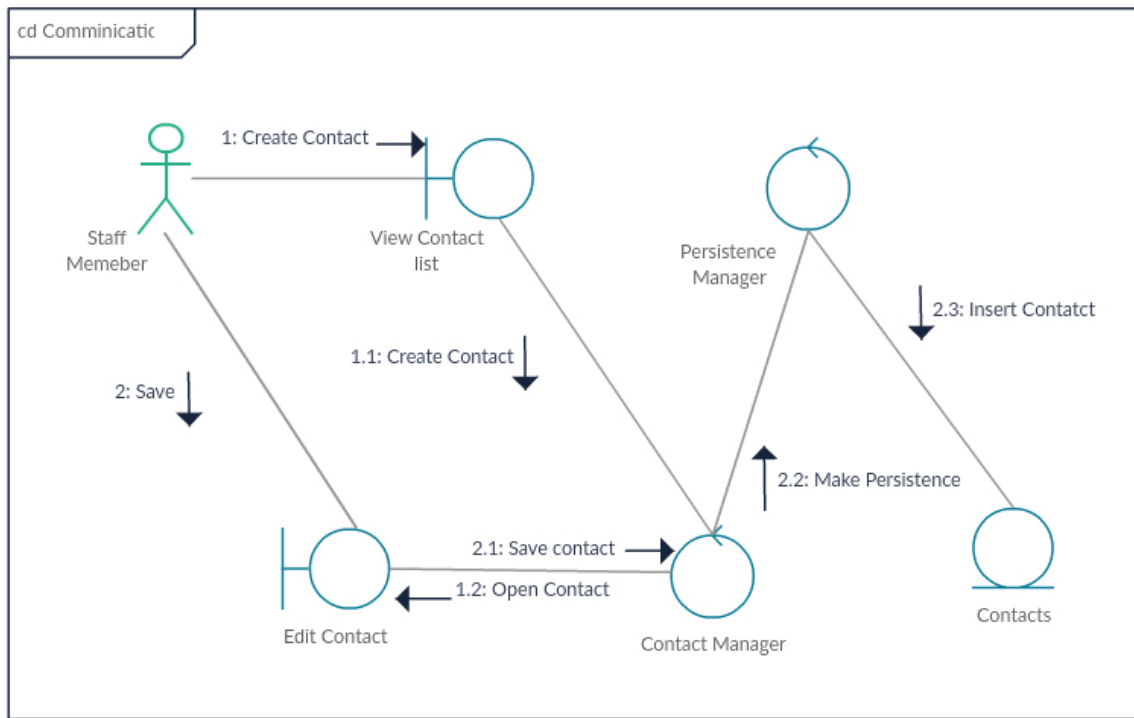 cd Comminicatic
1: Create Contact
Staff
Memeber
View Contact
list
Persistence
Manager
2.3: Insert Contatct
1.1: Create Contact
2: Save
2.2: Make Persistence
2.1: Save contact
1.2: Open Contact
Edit Contact
Contact Manager
Contacts